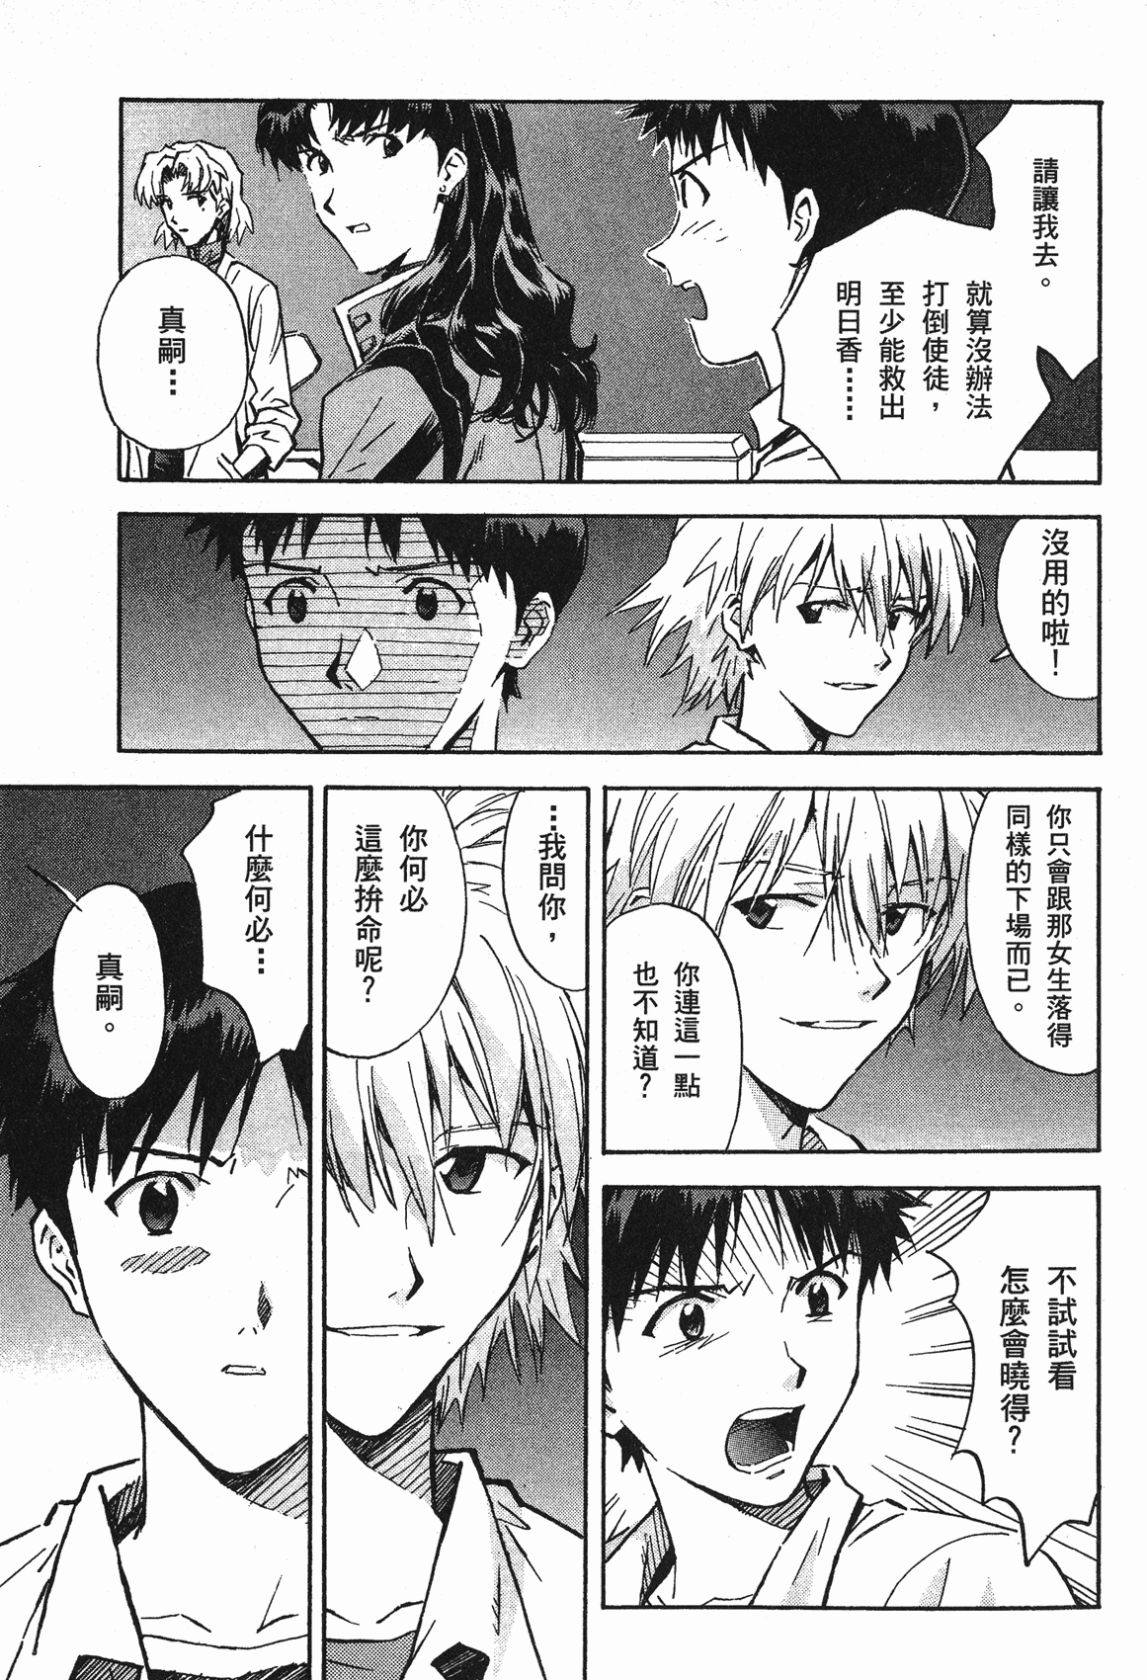 請讓我去。
就算沒辦法
打倒使徒，
至少能救出
明日香……
真嗣…
沒用的啦！
你只會跟那女生落得
同樣的下場而已。
你連這一點
也不知道？
不試試看
怎麼會曉得？
…我問你，
你何必
這麼拚命呢？
什麼何必…
真嗣。